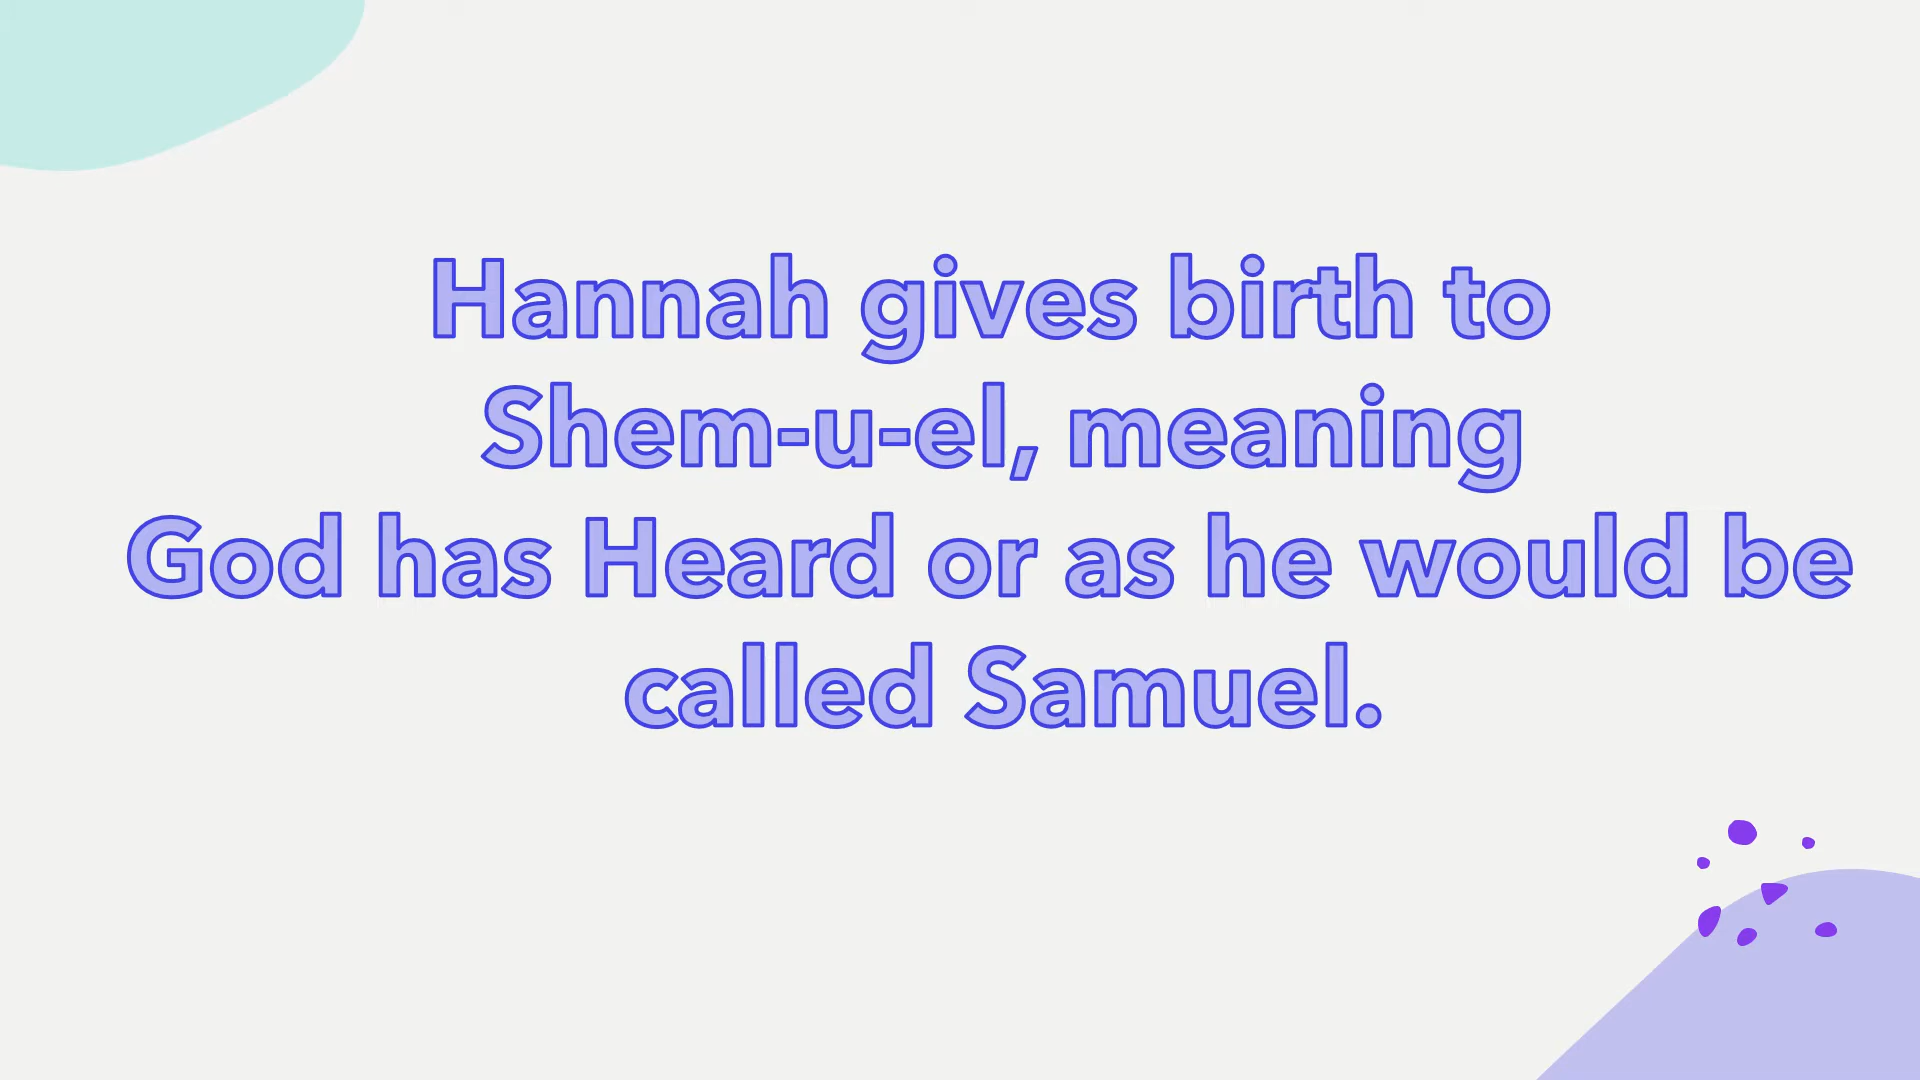 Hannah gives birth to
Shem-u-el, meaning
God has Heard or as he would be
called Samuel.